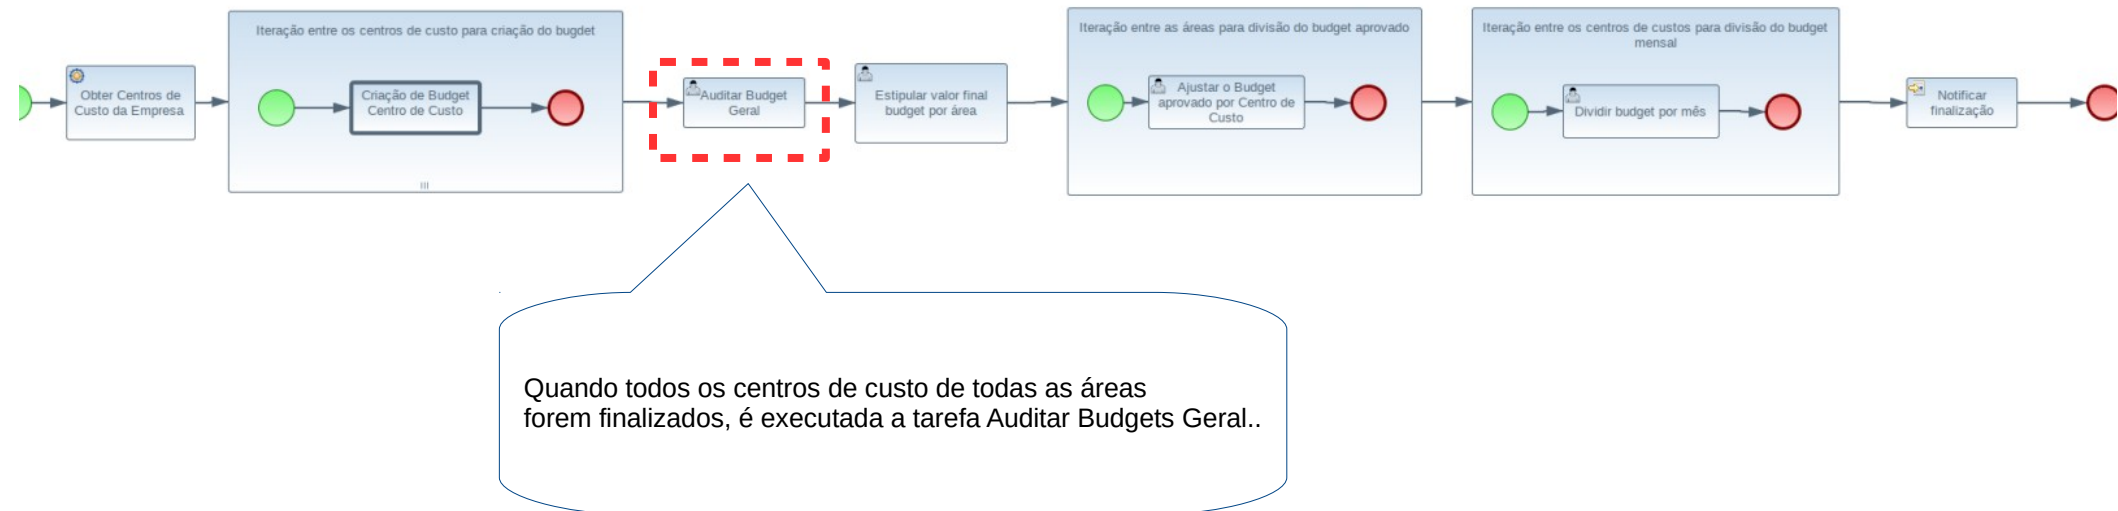 Iteração entre os centros de custo para criação do bugdet
Iteração entre as áreas para divisão do budget aprovado
Iteração entre os centros de custos para divisão do budget
mensal
Obter Centros de
Custo da Empresa
Criação de Budget
Centro de Custo
Auditar Budget
Geral
Estipular valor final
budget por área
Ajustar o Budget
aprovado por Centro de
Custo
Dividir budget por mês
Notificar
finalização
Quando todos os centros de custo de todas as áreas
forem finalizados, é executada a tarefa Auditar Budgets Geral..